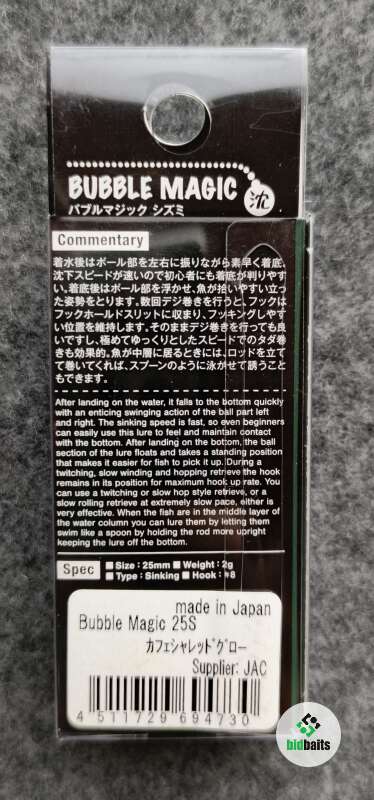 BUBBLE MAGIC 沈
バブルマジック シズミ
Commentary
着水後はボール部を左右に振りながら素早く着底。
沈下スピードが速いので初心者にも着底が判りやす
い。着底後はボール部を浮かせ、魚が拾いやすい立っ
た姿勢をとります。数回デジ巻きを行うと、フックは
フックホールドスリットに収まり、フッキングしやす
い位置を維持します。そのままデジ巻きを行っても良
いですし、極めてゆっくりとしたスピードでのタダ巻
きも効果的。魚が中層に居るときには、ロッドを立て
て巻いてくれば、スプーンのように泳がせて誘うこと
もできます。
After landing on the water, it falls to the bottom quickly
with an enticing swinging action of the ball part left
and right. The sinking speed is fast, so even beginners
can easily use this lure to feel and maintain contact
with the bottom. After landing on the bottom, the ball
section of the lure floats and takes a standing position
that makes it easier for fish to pick it up. During a
twitching, slow winding and hopping retrieve the hook
remains in its position for maximum hook up rate. You
can use a twitching or slow hop style retrieve, or a
slow rolling retrieve at extremely slow pace, either is
very effective. When the fish are in the middle layer of
the water column you can lure them by letting them
swim like a spoon by holding the rod more upright
keeping the lure off the bottom.
Spec ■Size : 25mm ■Weight : 2g
■Type : Sinking ■Hook : #8
made in Japan
Bubble Magic 25S
ｶﾌｪｼｬﾚｯﾄﾞｸﾞﾛｰ
Supplier: JAC
4 511729 694730
bidbaits